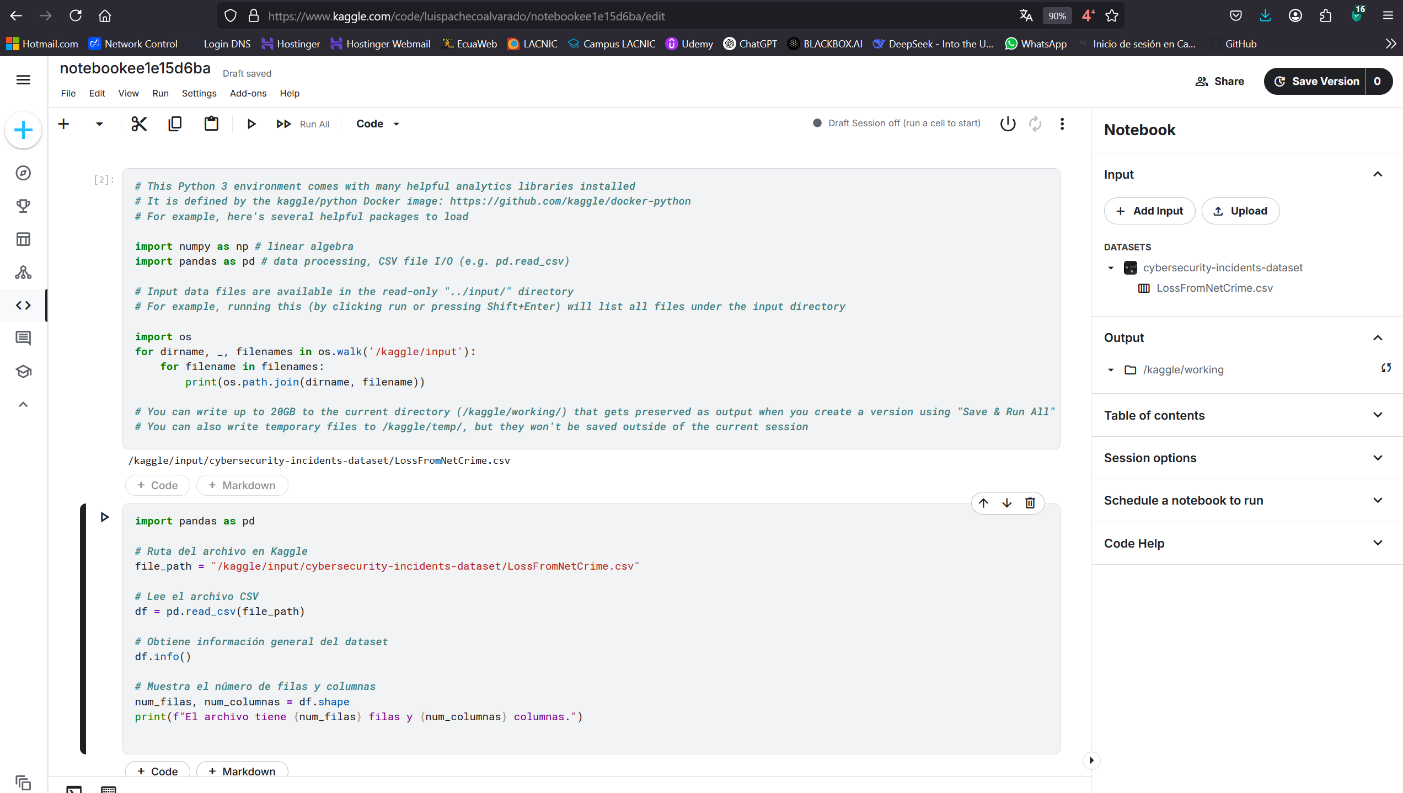 https://www.kaggle.com/code/luispachecoalvarado/notebookee1e15d6ba/edit
90%
4⁴
16
Hotmail.com
Network Control
Login DNS
Hostinger
Hostinger Webmail
EcuaWeb
LACNIC
Campus LACNIC
Udemy
ChatGPT
BLACKBOX.AI
DeepSeek - Into the U...
WhatsApp
Inicio de sesión en Ca...
GitHub
notebookee1e15d6ba
Draft saved
File Edit View Run Settings Add-ons Help
Share
Save Version
0
Run All
Code
Draft Session off (run a cell to start)
[2]:
# This Python 3 environment comes with many helpful analytics libraries installed
# It is defined by the kaggle/python Docker image: https://github.com/kaggle/docker-python
# For example, here's several helpful packages to load
import numpy as np # linear algebra
import pandas as pd # data processing, CSV file I/O (e.g. pd.read_csv)
# Input data files are available in the read-only "../input/" directory
# For example, running this (by clicking run or pressing Shift+Enter) will list all files under the input directory
import os
for dirname, _, filenames in os.walk('/kaggle/input'):
    for filename in filenames:
        print(os.path.join(dirname, filename))
# You can write up to 20GB to the current directory (/kaggle/working/) that gets preserved as output when you create a version using "Save & Run All"
# You can also write temporary files to /kaggle/temp/, but they won't be saved outside of the current session
/kaggle/input/cybersecurity-incidents-dataset/LossFromNetCrime.csv
+ Code
+ Markdown
import pandas as pd
# Ruta del archivo en Kaggle
file_path = "/kaggle/input/cybersecurity-incidents-dataset/LossFromNetCrime.csv"
# Lee el archivo CSV
df = pd.read_csv(file_path)
# Obtiene información general del dataset
df.info()
# Muestra el número de filas y columnas
num_filas, num_columnas = df.shape
print(f"El archivo tiene {num_filas} filas y {num_columnas} columnas.")
+ Code
+ Markdown
Notebook
Input
+ Add Input
Upload
DATASETS
cybersecurity-incidents-dataset
LossFromNetCrime.csv
Output
/kaggle/working
Table of contents
Session options
Schedule a notebook to run
Code Help